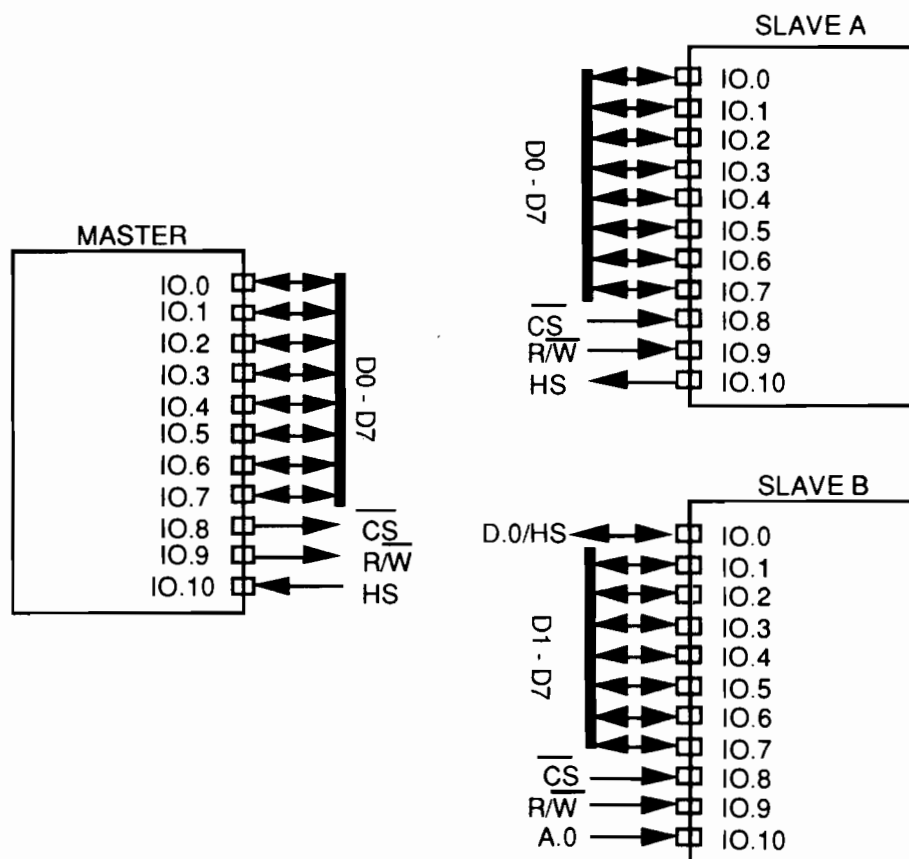 MASTER
IO.0
IO.1
IO.2
IO.3
IO.4
IO.5
IO.6
IO.7
IO.8
IO.9
IO.10
D0 - D7
CS
R/W
HS
SLAVE A
IO.0
IO.1
IO.2
IO.3
IO.4
IO.5
IO.6
IO.7
IO.8
IO.9
IO.10
D0 - D7
CS
R/W
HS
SLAVE B
D.0/HS
IO.0
IO.1
IO.2
IO.3
IO.4
IO.5
IO.6
IO.7
IO.8
IO.9
IO.10
D1 - D7
CS
R/W
A.0